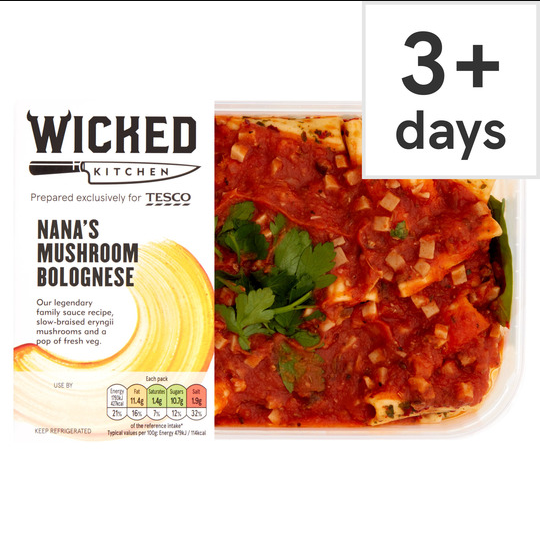 3+
days
WICKED
KITCHEN
Prepared exclusively for TESCO
NANA'S
MUSHROOM
BOLOGNESE
Our legendary
family sauce recipe,
slow-braised eryngii
mushrooms and a
pop of fresh veg.
USE BY
KEEP REFRIGERATED
Each pack
Energy Fat Saturates Sugars Salt
427kcal 11.4g 1.4g 10.7g 1.9g
21% 16% 7% 12% 32%
of the reference intake*
Typical values per 100g: Energy 479kJ / 114kcal